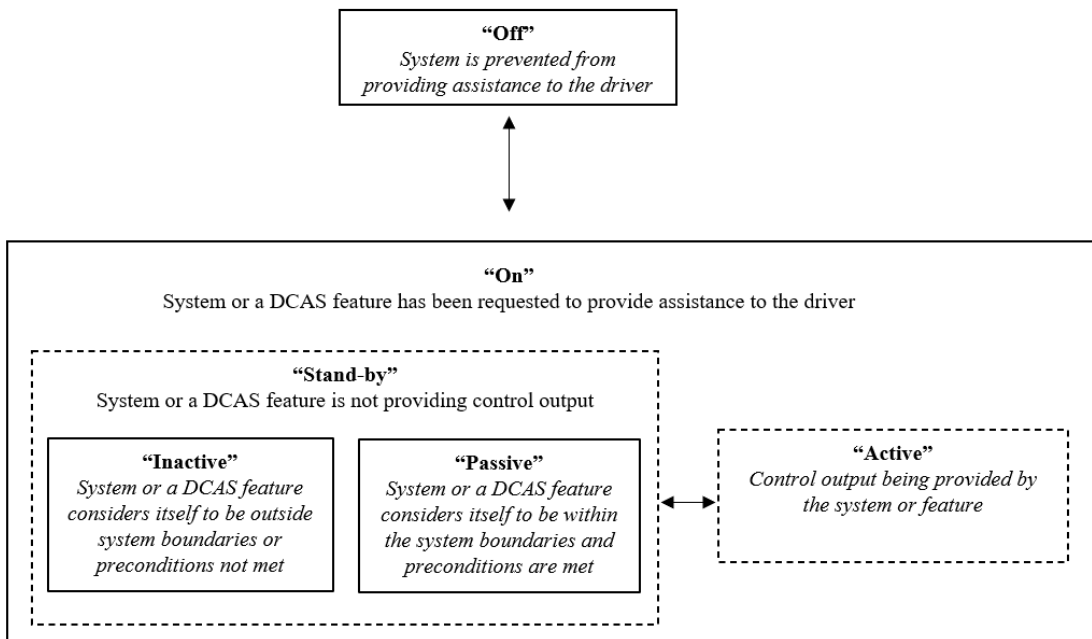 “Off”
System is prevented from
providing assistance to the driver
“On”
System or a DCAS feature has been requested to provide assistance to the driver
“Stand-by”
System or a DCAS feature is not providing control output
“Inactive”
System or a DCAS feature
considers itself to be outside
system boundaries or
preconditions not met
“Passive”
System or a DCAS feature
considers itself to be within
the system boundaries and
preconditions are met
“Active”
Control output being provided by
the system or feature